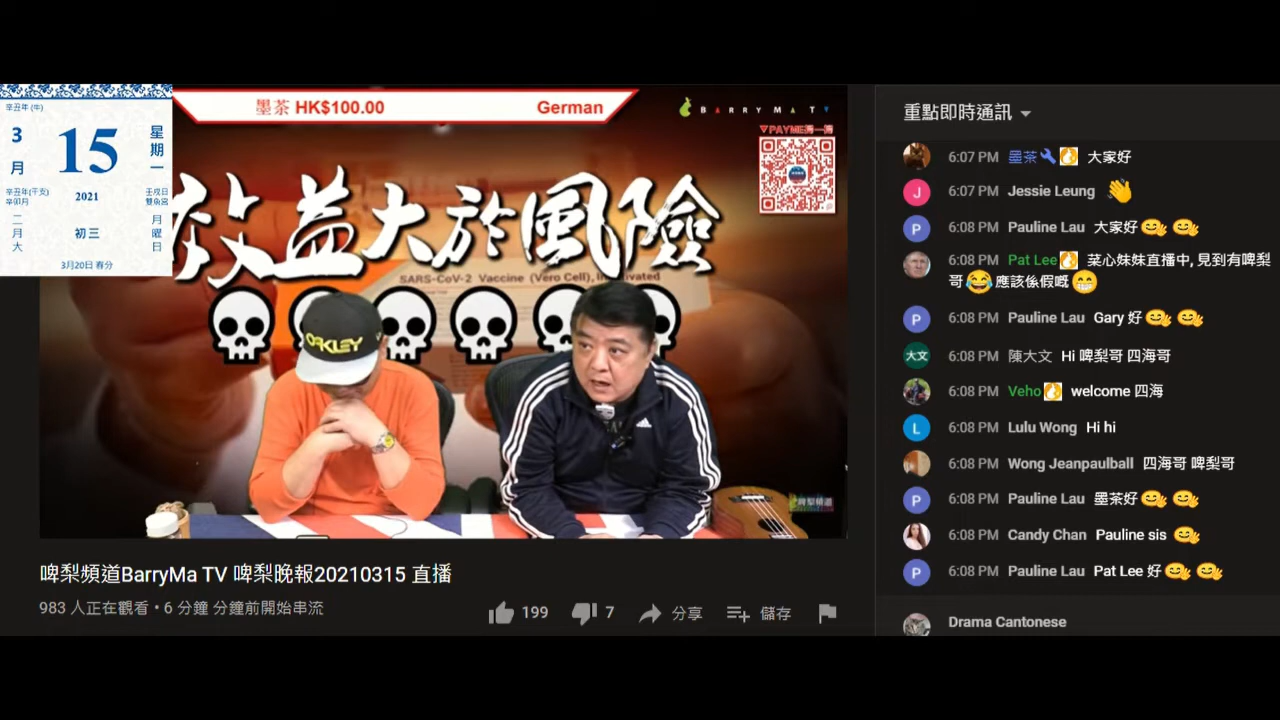 辛丑年 (牛)
3
月
15
星期一
辛丑年(干支)
辛卯月
2021
壬戌日
雙魚宮
二月大
初三
月曜日
3月20日 春分
墨茶 HK$100.00
German
BARRY MA TV
▼PAYME俾一俾
效益大於風險
SARS-CoV-2 Vaccine (Vero Cell), In vated
OAKLEY
啤梨頻道
啤梨頻道BarryMa TV 啤梨晚報20210315 直播
983 人正在觀看 • 6 分鐘 分鐘前開始串流
199
7
分享
儲存
重點即時通訊
6:07 PM 墨茶 大家好
J 6:07 PM Jessie Leung 👋
P 6:08 PM Pauline Lau 大家好
6:08 PM Pat Lee 菜心妹妹直播中, 見到有啤梨
哥😂應該係假嘅😁
P 6:08 PM Pauline Lau Gary 好
大文 6:08 PM 陳大文 Hi 啤梨哥 四海哥
6:08 PM Veho welcome 四海
L 6:08 PM Lulu Wong Hi hi
6:08 PM Wong Jeanpaulball 四海哥 啤梨哥
P 6:08 PM Pauline Lau 墨茶好
6:08 PM Candy Chan Pauline sis
P 6:08 PM Pauline Lau Pat Lee 好
Drama Cantonese